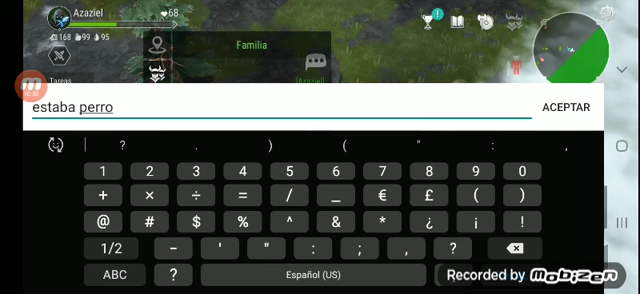 Azaziel
68
168 99 95
Familia
Tareas
[Azaziel]
estaba perro
ACEPTAR
? . ) ( " : ,
1 2 3 4 5 6 7 8 9 0
+ × ÷ = / _ € £ ( )
@ # $ % ^ & * ¿ ¡ !
1/2 - ' " : ; , ?
ABC ? Español (US)
Recorded by Mobizen